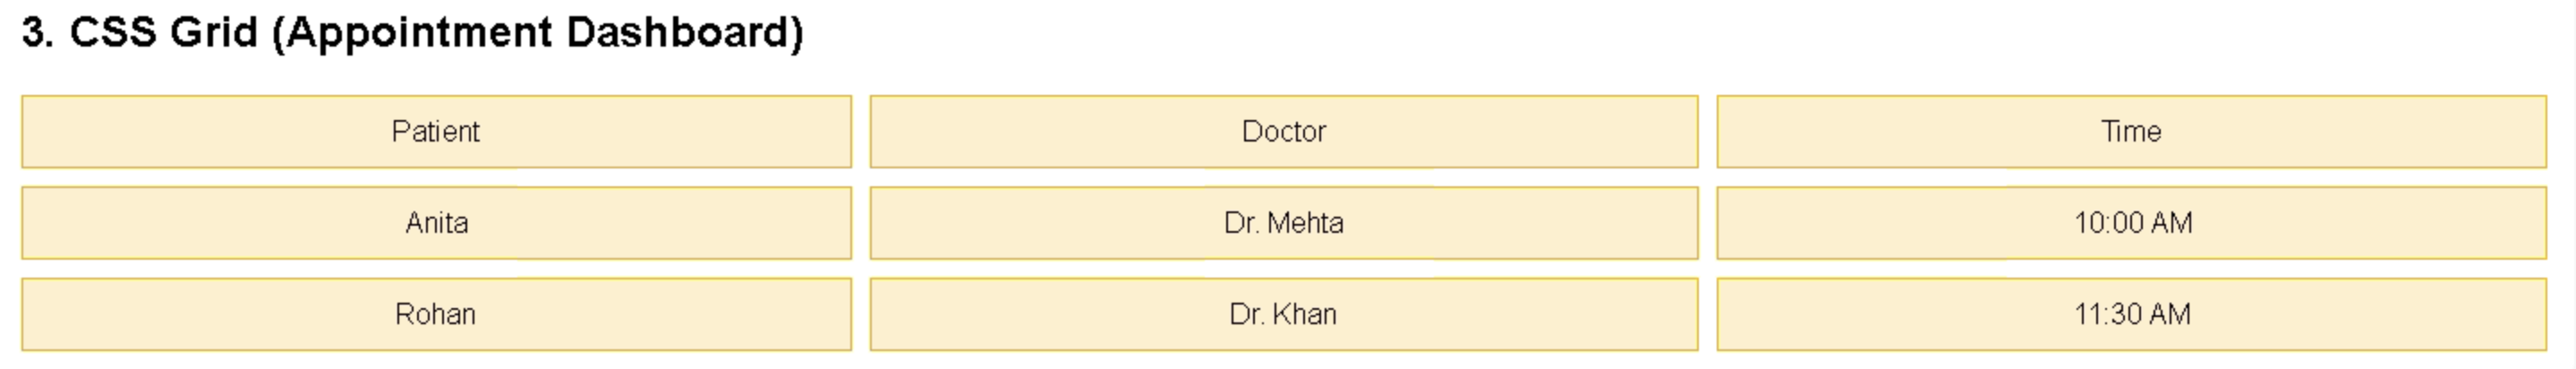 3. CSS Grid (Appointment Dashboard)
Patient Doctor Time
Anita Dr. Mehta 10:00 AM
Rohan Dr. Khan 11:30 AM